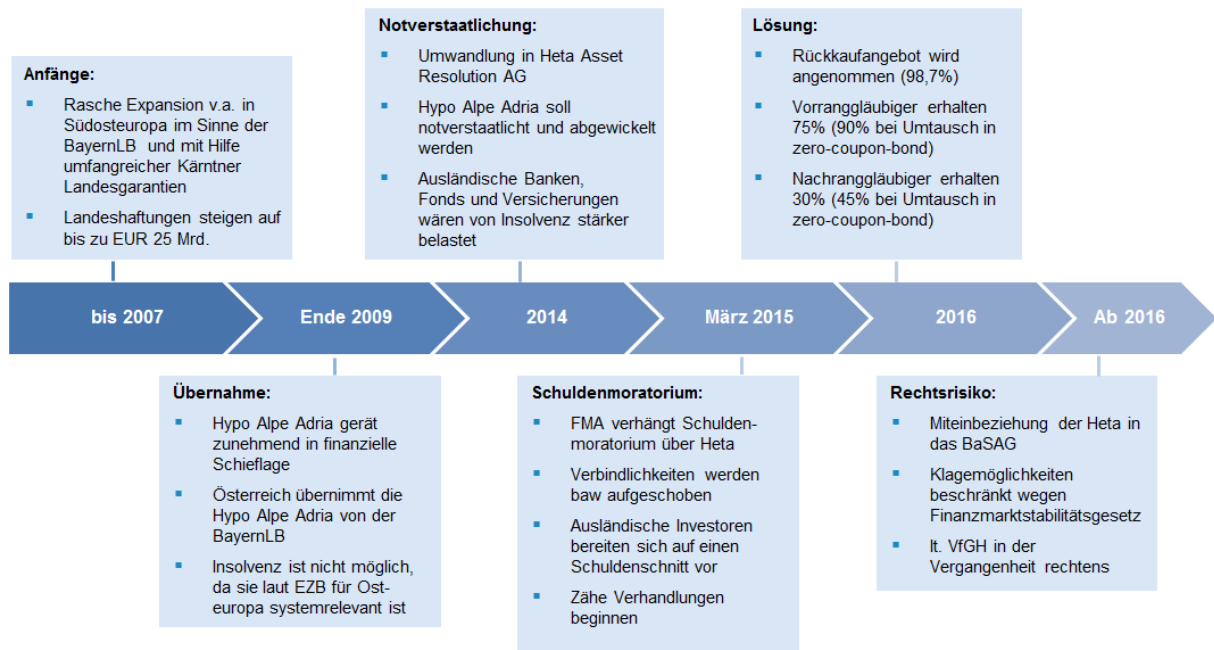 Anfänge:
Rasche Expansion v.a. in
Südosteuropa im Sinne der
BayernLB und mit Hilfe
umfangreicher Kärntner
Landesgarantien
Landeshaftungen steigen auf
bis zu EUR 25 Mrd.
Notverstaatlichung:
Umwandlung in Heta Asset
Resolution AG
Hypo Alpe Adria soll
notverstaatlicht und abgewickelt
werden
Ausländische Banken,
Fonds und Versicherungen
wären von Insolvenz stärker
belastet
Lösung:
Rückkaufangebot wird
angenommen (98,7%)
Vorranggläubiger erhalten
75% (90% bei Umtausch in
zero-coupon-bond)
Nachranggläubiger erhalten
30% (45% bei Umtausch in
zero-coupon-bond)
bis 2007
Ende 2009
2014
März 2015
2016
Ab 2016
Übernahme:
Hypo Alpe Adria gerät
zunehmend in finanzielle
Schieflage
Österreich übernimmt die
Hypo Alpe Adria von der
BayernLB
Insolvenz ist nicht möglich,
da sie laut EZB für Ost-
europa systemrelevant ist
Schuldenmoratorium:
FMA verhängt Schulden-
moratorium über Heta
Verbindlichkeiten werden
baw aufgeschoben
Ausländische Investoren
bereiten sich auf einen
Schuldenschnitt vor
Zähe Verhandlungen
beginnen
Rechtsrisiko:
Miteinbeziehung der Heta in
das BaSAG
Klagemöglichkeiten
beschränkt wegen
Finanzmarktstabilitätsgesetz
lt. VfGH in der
Vergangenheit rechtens